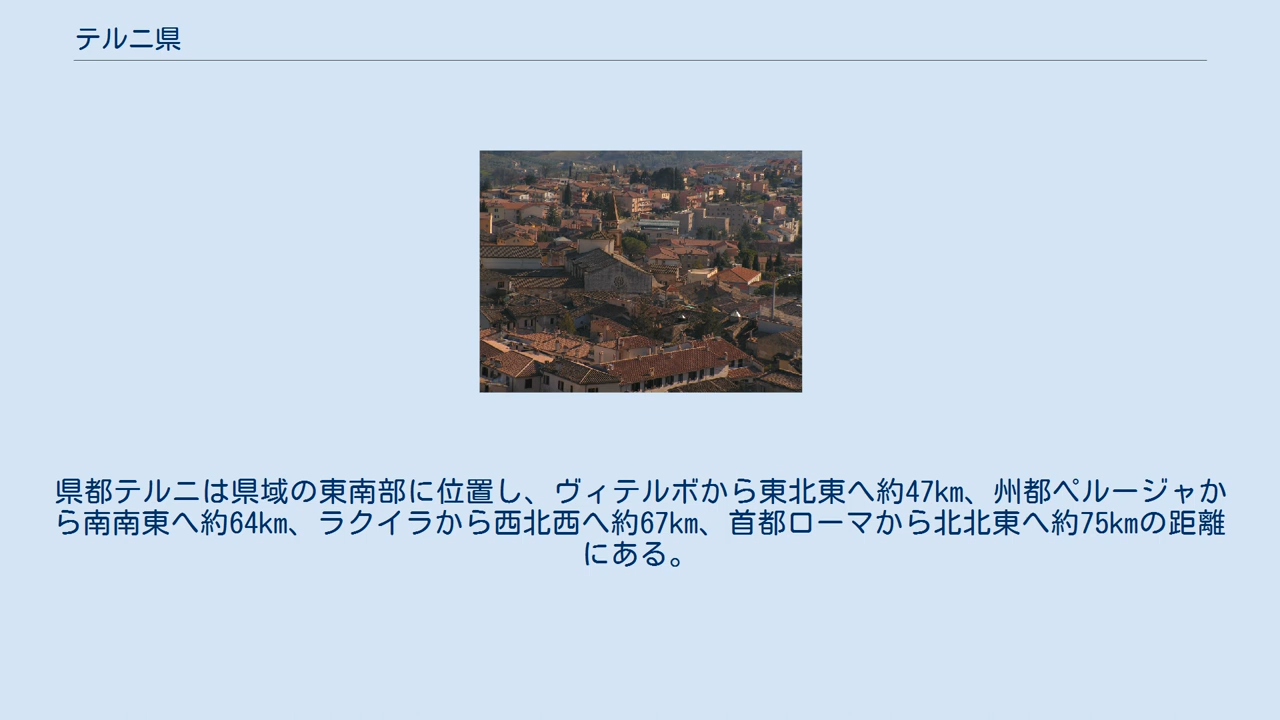 テルニ県
県都テルニは県域の東南部に位置し、ヴィテルボから東北東へ約47km、州都ペルージャか
ら南南東へ約64km、ラクイラから西北西へ約67km、首都ローマから北北東へ約75kmの距離
にある。